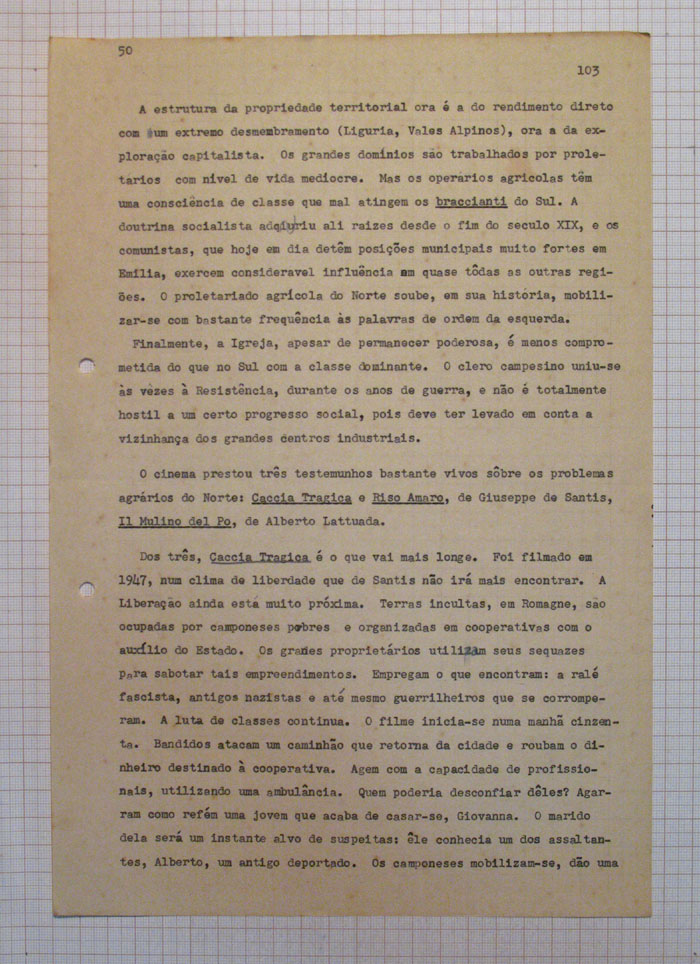 50
103
A estrutura da propriedade territorial ora é a do rendimento direto
com um extremo desmembramento (Liguria, Vales Alpinos), ora a da ex-
ploração capitalista. Os grandes domínios são trabalhados por prole-
tarios com nivel de vida mediocre. Mas os operarios agricolas têm
uma consciência de classe que mal atingem os braccianti do Sul. A
doutrina socialista adqiuriu ali raizes desde o fim do seculo XIX, e os
comunistas, que hoje em dia detêm posições municipais muito fortes em
Emília, exercem consideravel influência em quase tôdas as outras regi-
ões. O proletariado agrícola do Norte soube, em sua história, mobili-
zar-se com bastante frequência às palavras de ordem da esquerda.
Finalmente, a Igreja, apesar de permanecer poderosa, é menos compro-
metida do que no Sul com a classe dominante. O clero campesino uniu-se
às vezes à Resistência, durante os anos de guerra, e não é totalmente
hostil a um certo progresso social, pois deve ter levado em conta a
vizinhança dos grandes centros industriais.
O cinema prestou três testemunhos bastante vivos sôbre os problemas
agrários do Norte: Caccia Tragica e Riso Amaro, de Giuseppe de Santis,
Il Mulino del Po, de Alberto Lattuada.
Dos três, Caccia Tragica é o que vai mais longe. Foi filmado em
1947, num clima de liberdade que de Santis não irá mais encontrar. A
Liberação ainda está muito próxima. Terras incultas, em Romagne, são
ocupadas por camponeses pobres e organizadas em cooperativas com o
auxílio do Estado. Os granes proprietários utilizam seus sequazes
para sabotar tais empreendimentos. Empregam o que encontram: a ralé
fascista, antigos nazistas e até mesmo guerrilheiros que se corrompe-
ram. A luta de classes continua. O filme inicia-se numa manhã cinzen-
ta. Bandidos atacam um caminhão que retorna da cidade e roubam o di-
nheiro destinado à cooperativa. Agem com a capacidade de profissio-
nais, utilizando uma ambulância. Quem poderia desconfiar dêles? Agar-
ram como refém uma jovem que acaba de casar-se, Giovanna. O marido
dela será um instante alvo de suspeitas: êle conhecia um dos assaltan-
tes, Alberto, um antigo deportado. Os camponeses mobilizam-se, dão uma